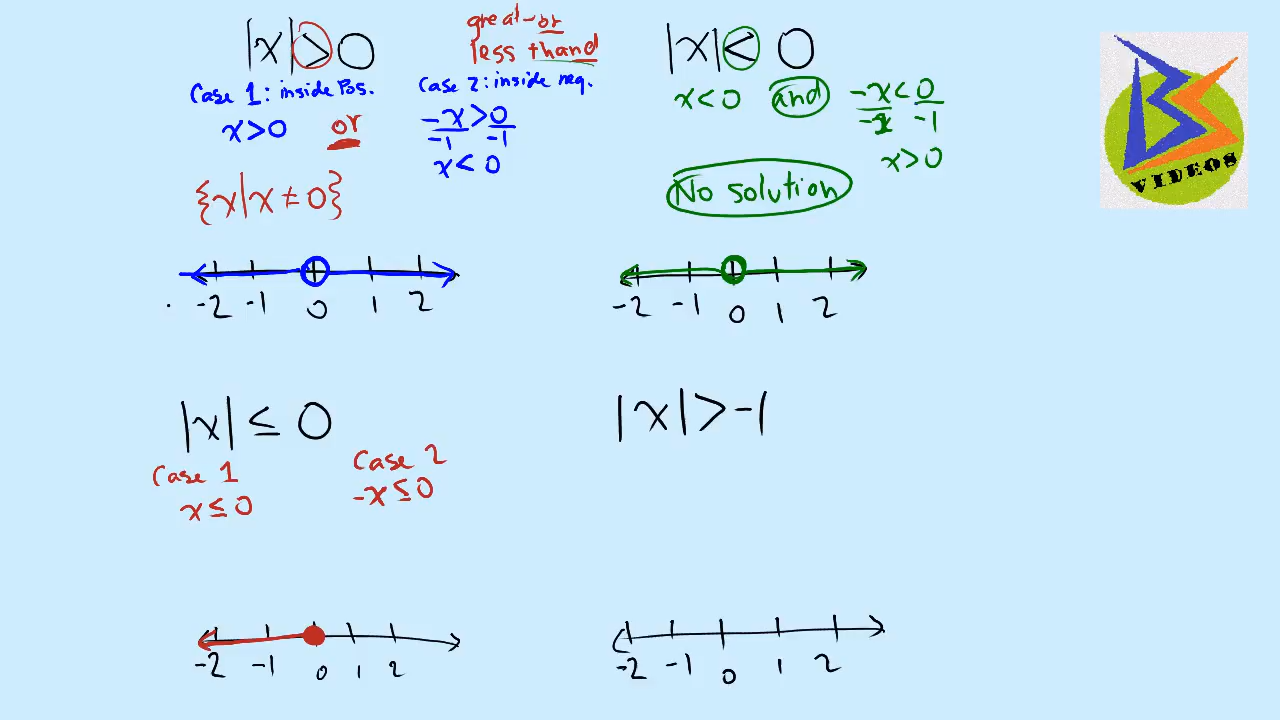 |x| > 0
great-or
less thand
Case 1: inside Pos.
Case 2: inside neg.
x > 0 or
-x > 0
-1 -1
x < 0
{x|x ≠ 0}
-2 -1 0 1 2
|x| < 0
x < 0 and -x < 0
-1 -1
x > 0
No solution
-2 -1 0 1 2
BS
VIDEOS
|x| ≤ 0
Case 1
x ≤ 0
Case 2
-x ≤ 0
-2 -1 0 1 2
|x| > -1
-2 -1 0 1 2